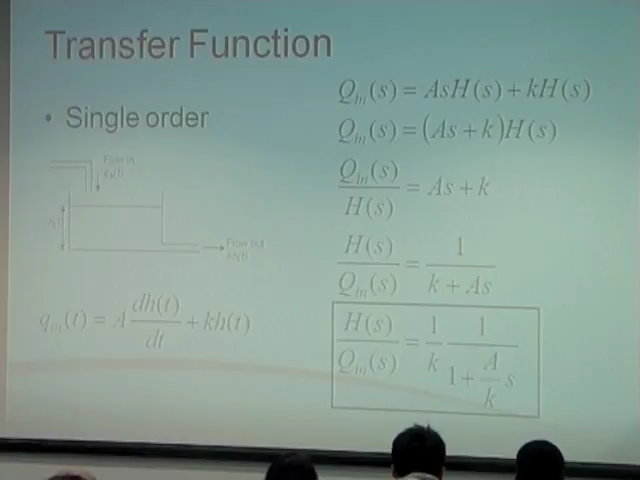 Transfer Function
• Single order
Flow in
q_in(t)
h(t)
Flow out
kh(t)
q_in(t) = A dh(t)/dt + kh(t)
Q_in(s) = AsH(s) + kH(s)
Q_in(s) = (As + k)H(s)
Q_in(s)/H(s) = As + k
H(s)/Q_in(s) = 1/(k + As)
H(s)/Q_in(s) = 1/k 1/(1 + A/k s)